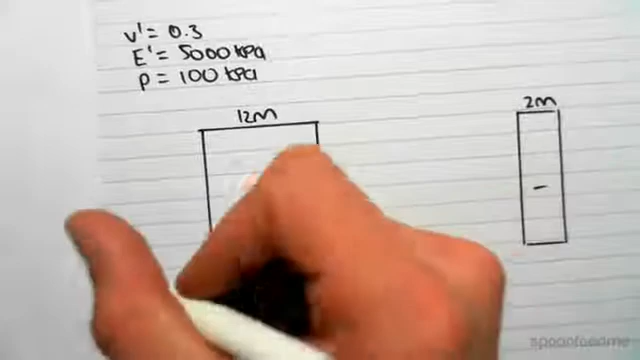 v' = 0.3
E' = 5000 kPa
p = 100 kPa
12m
2m
spoonfeedme